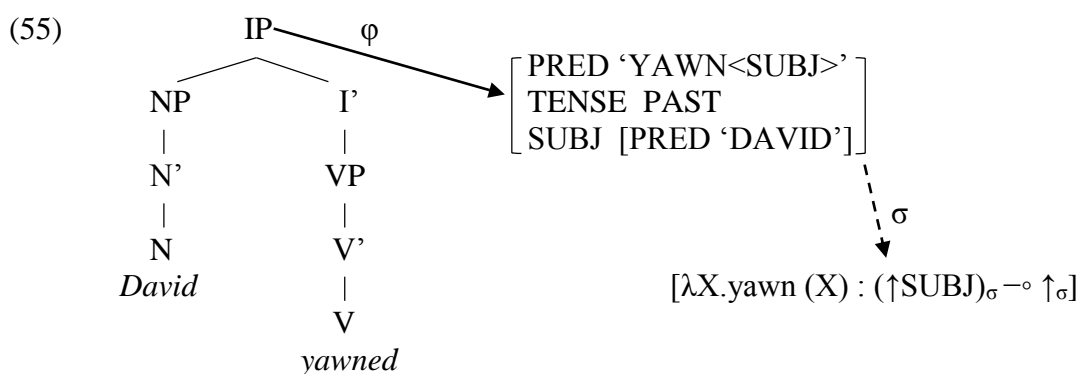 (55) IP φ
PRED ‘YAWN<SUBJ>’
NP I’ TENSE PAST
SUBJ [PRED ‘DAVID’]
N’ VP
σ
N V’
David [λX.yawn (X) : (↑SUBJ)σ⊸ ↑σ]
V
yawned